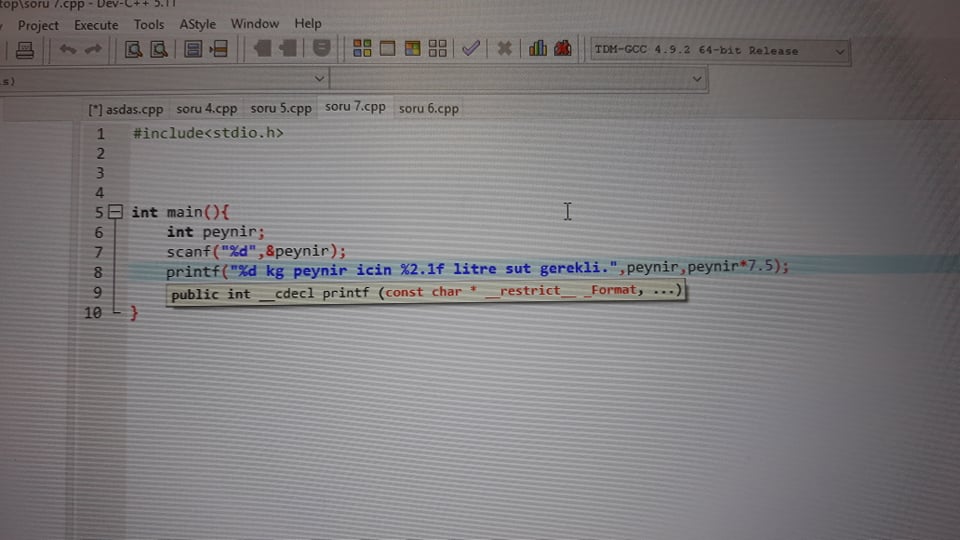 top\soru 7.cpp - Dev-C++ 5.11
Project Execute Tools AStyle Window Help
TDM-GCC 4.9.2 64-bit Release
s)
[*] asdas.cpp soru 4.cpp soru 5.cpp soru 7.cpp soru 6.cpp
1 #include<stdio.h>
2
3
4
5 int main(){
6 int peynir;
7 scanf("%d",&peynir);
8 printf("%d kg peynir icin %2.1f litre sut gerekli.",peynir,peynir*7.5);
9 public int __cdecl printf (const char * __restrict__ _Format, ...)
10 }